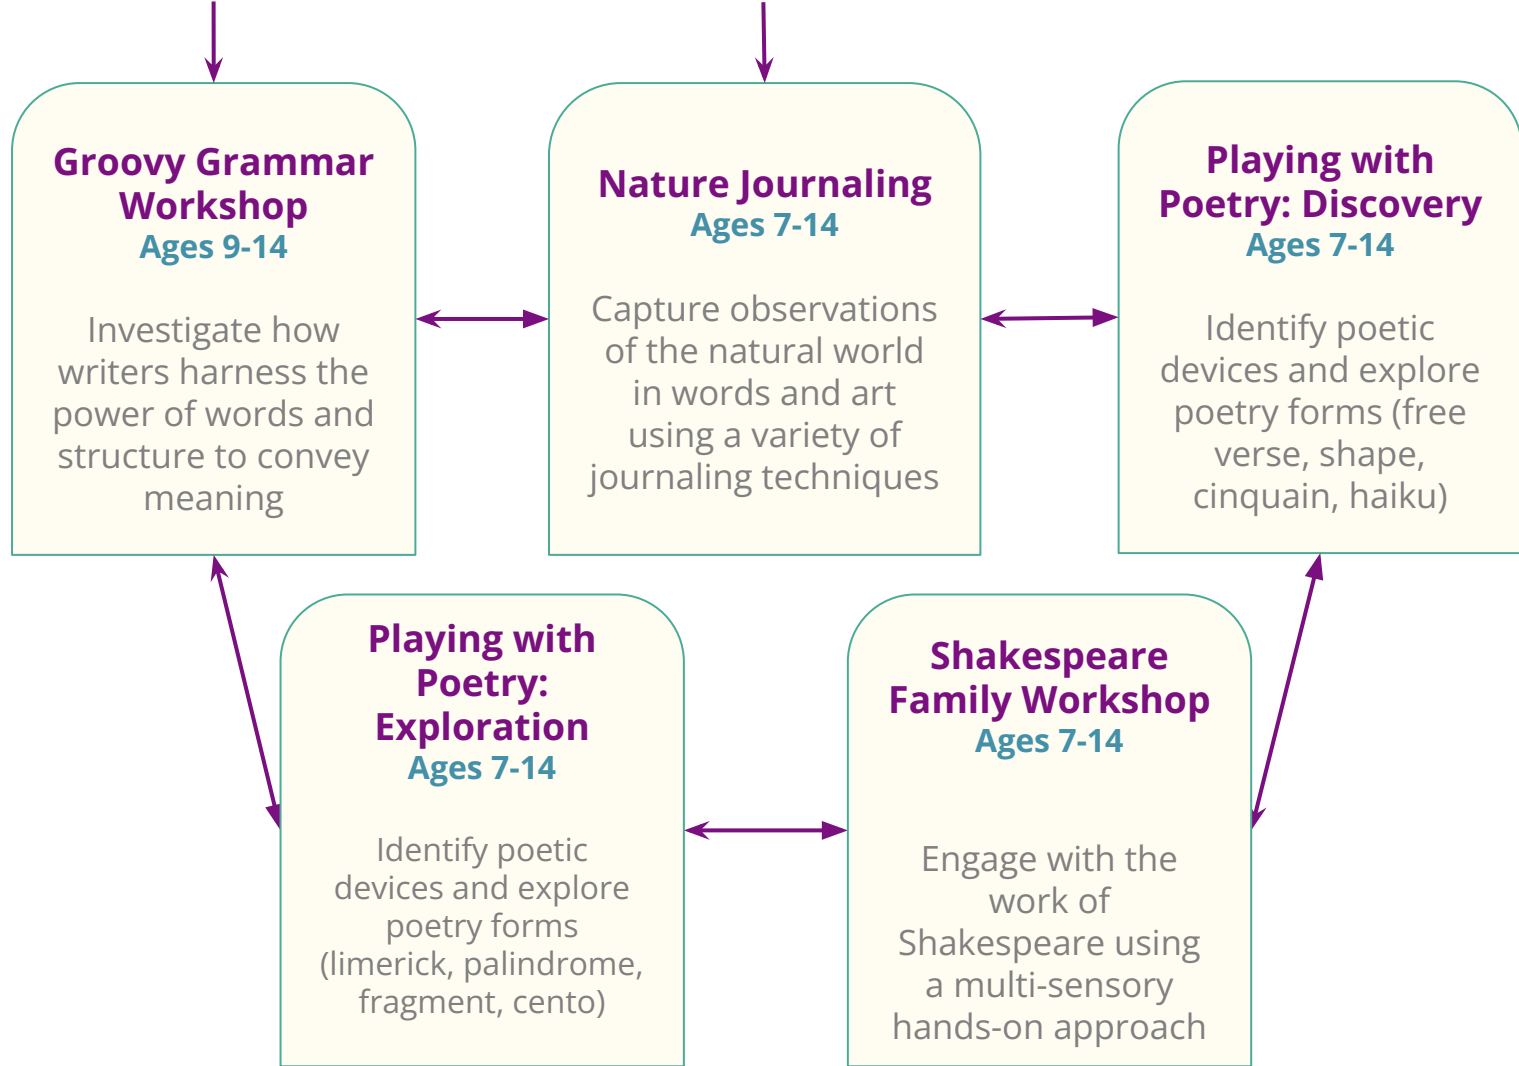 Groovy Grammar
Workshop
Ages 9-14
Investigate how
writers harness the
power of words and
structure to convey
meaning
Nature Journaling
Ages 7-14
Capture observations
of the natural world
in words and art
using a variety of
journaling techniques
Playing with
Poetry: Discovery
Ages 7-14
Identify poetic
devices and explore
poetry forms (free
verse, shape,
cinquain, haiku)
Playing with
Poetry:
Exploration
Ages 7-14
Identify poetic
devices and explore
poetry forms
(limerick, palindrome,
fragment, cento)
Shakespeare
Family Workshop
Ages 7-14
Engage with the
work of
Shakespeare using
a multi-sensory
hands-on approach